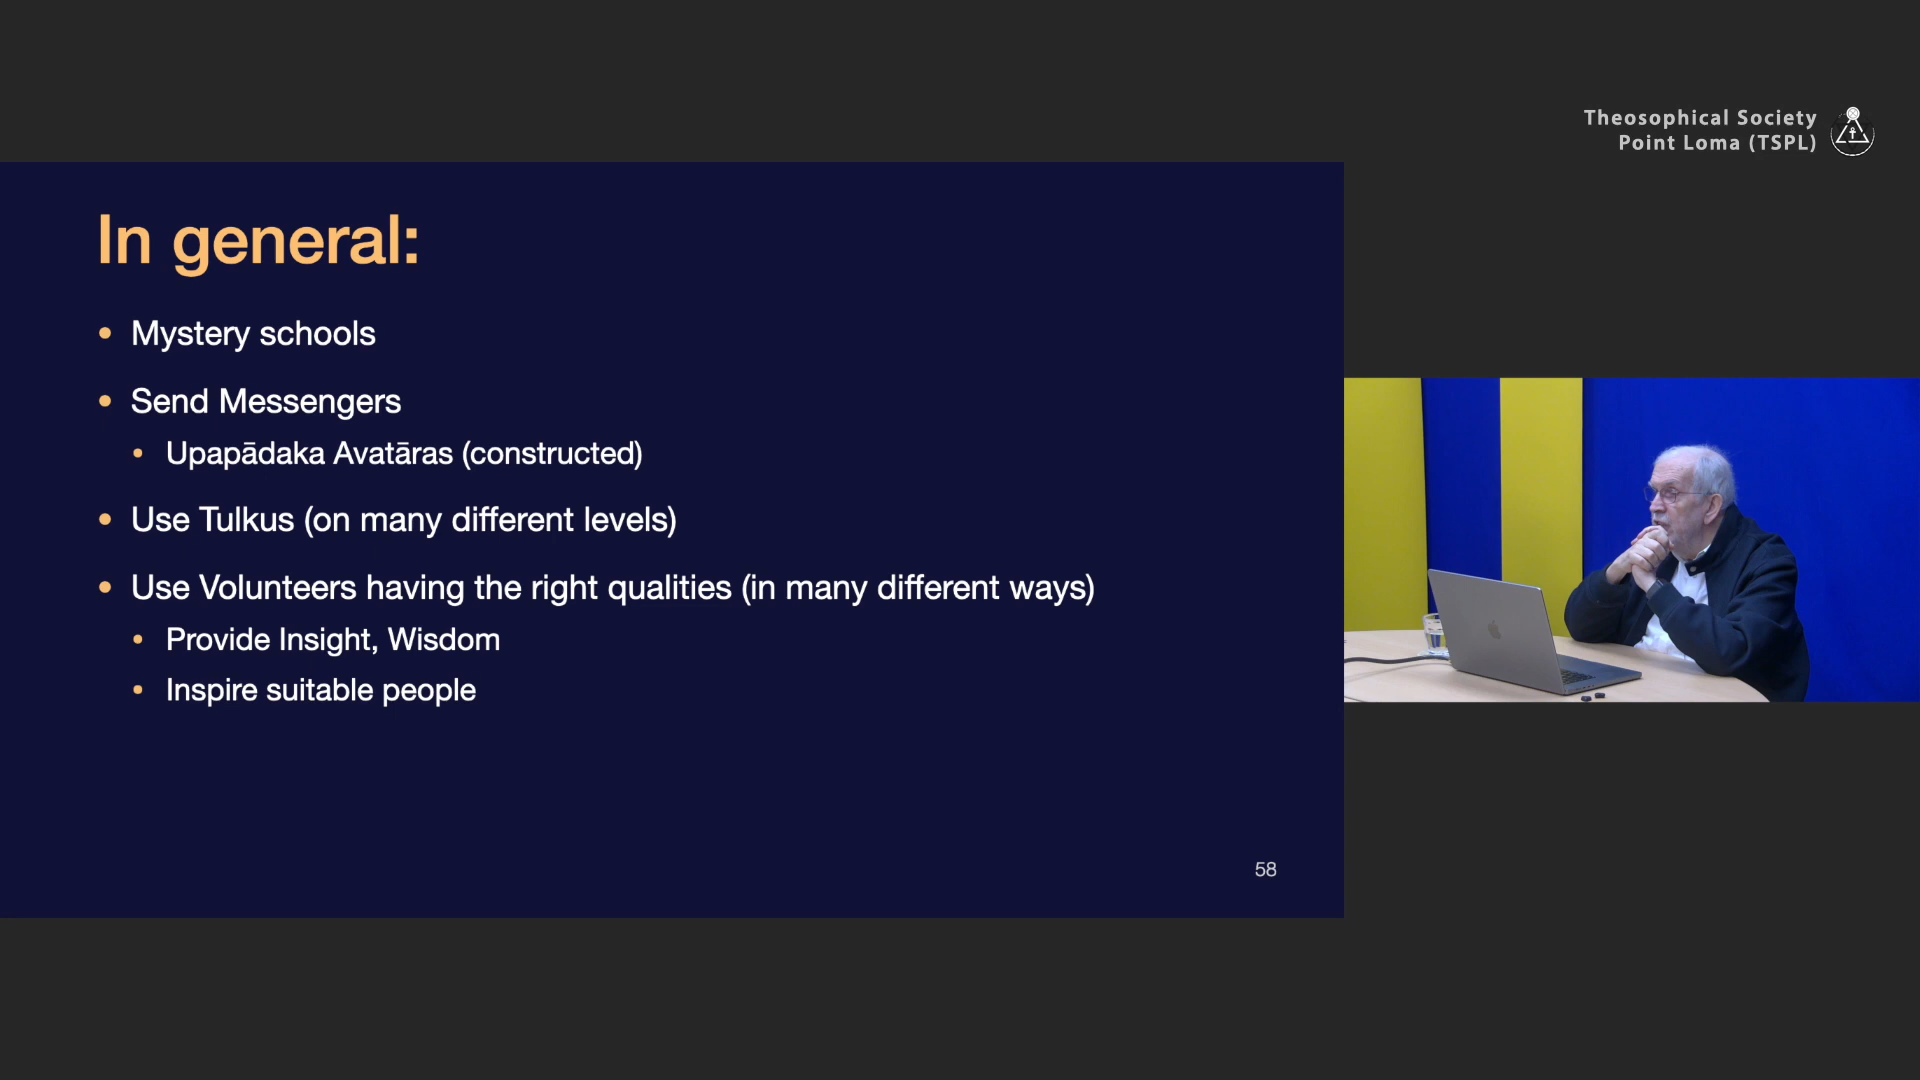 Theosophical Society
Point Loma (TSPL)
In general:
• Mystery schools
• Send Messengers
• Upapādaka Avatāras (constructed)
• Use Tulkus (on many different levels)
• Use Volunteers having the right qualities (in many different ways)
• Provide Insight, Wisdom
• Inspire suitable people
58